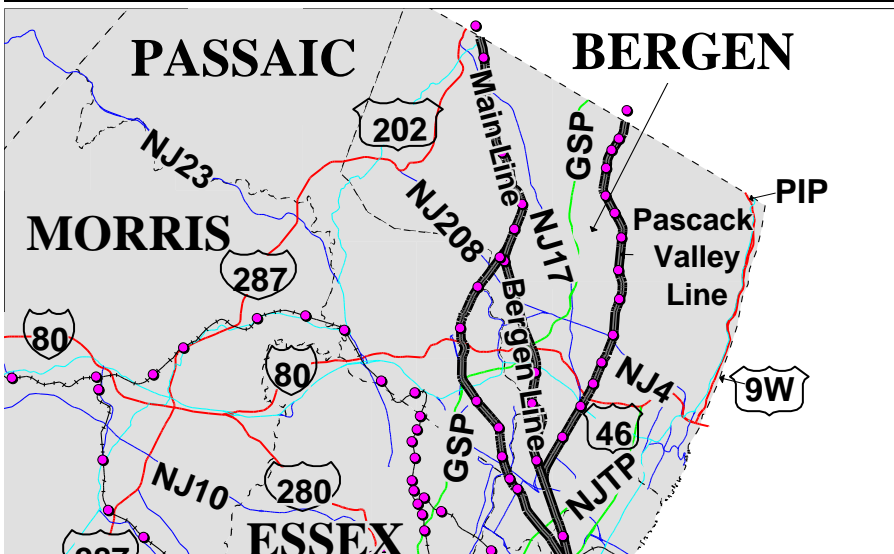 PASSAIC
BERGEN
Main Line
202
GSP
NJ23
NJ208
NJ17
PIP
Pascack
Valley
Line
MORRIS
287
80
Bergen Line
80
NJ4
9W
46
GSP
NJ10
280
NJTP
ESSEX
287